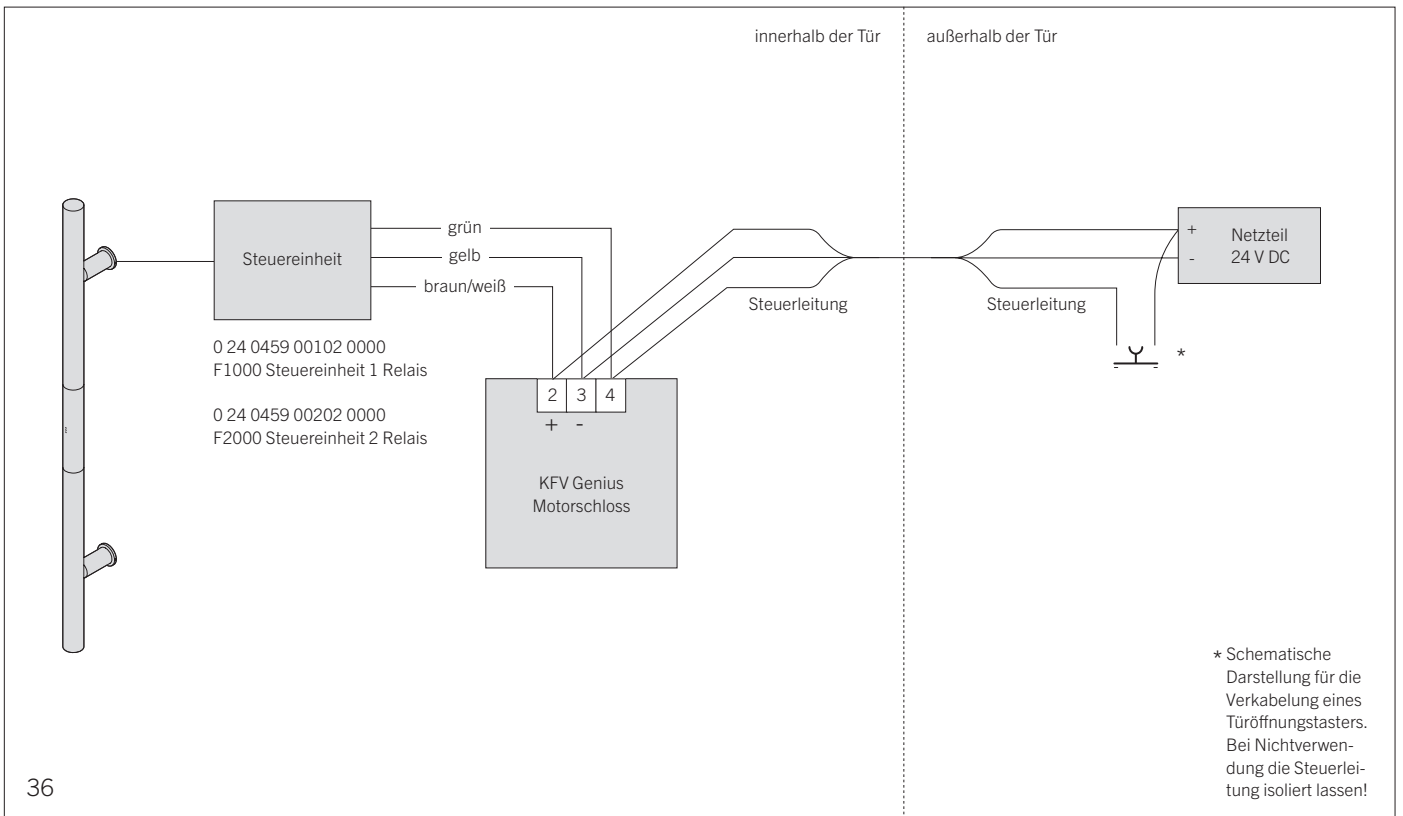 innerhalb der Tür
außerhalb der Tür
grün
gelb
braun/weiß
Steuereinheit
0 24 0459 00102 0000
F1000 Steuereinheit 1 Relais
0 24 0459 00202 0000
F2000 Steuereinheit 2 Relais
2 3 4
+ -
KFV Genius
Motorschloss
Steuerleitung
Steuerleitung
+
-
Netzteil
24 V DC
*
* Schematische
Darstellung für die
Verkabelung eines
Türöffnungstasters.
Bei Nichtverwen-
dung die Steuerlei-
tung isoliert lassen!
36